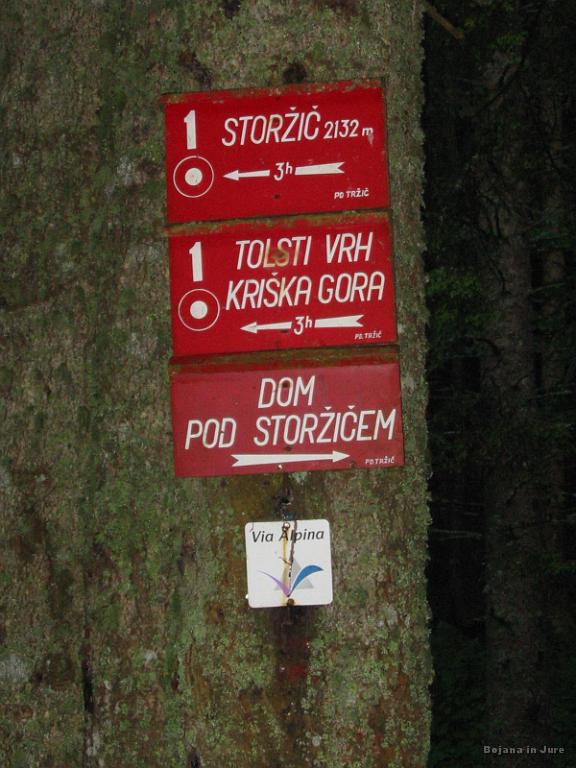 1 STORŽIČ 2132 m
3h
PD TRŽIČ
1 TOLSTI VRH
KRIŠKA GORA
3h
PD. TRŽIČ
DOM
POD STORŽIČEM
PD TRŽIČ
Via Alpina
Bojana in Jure